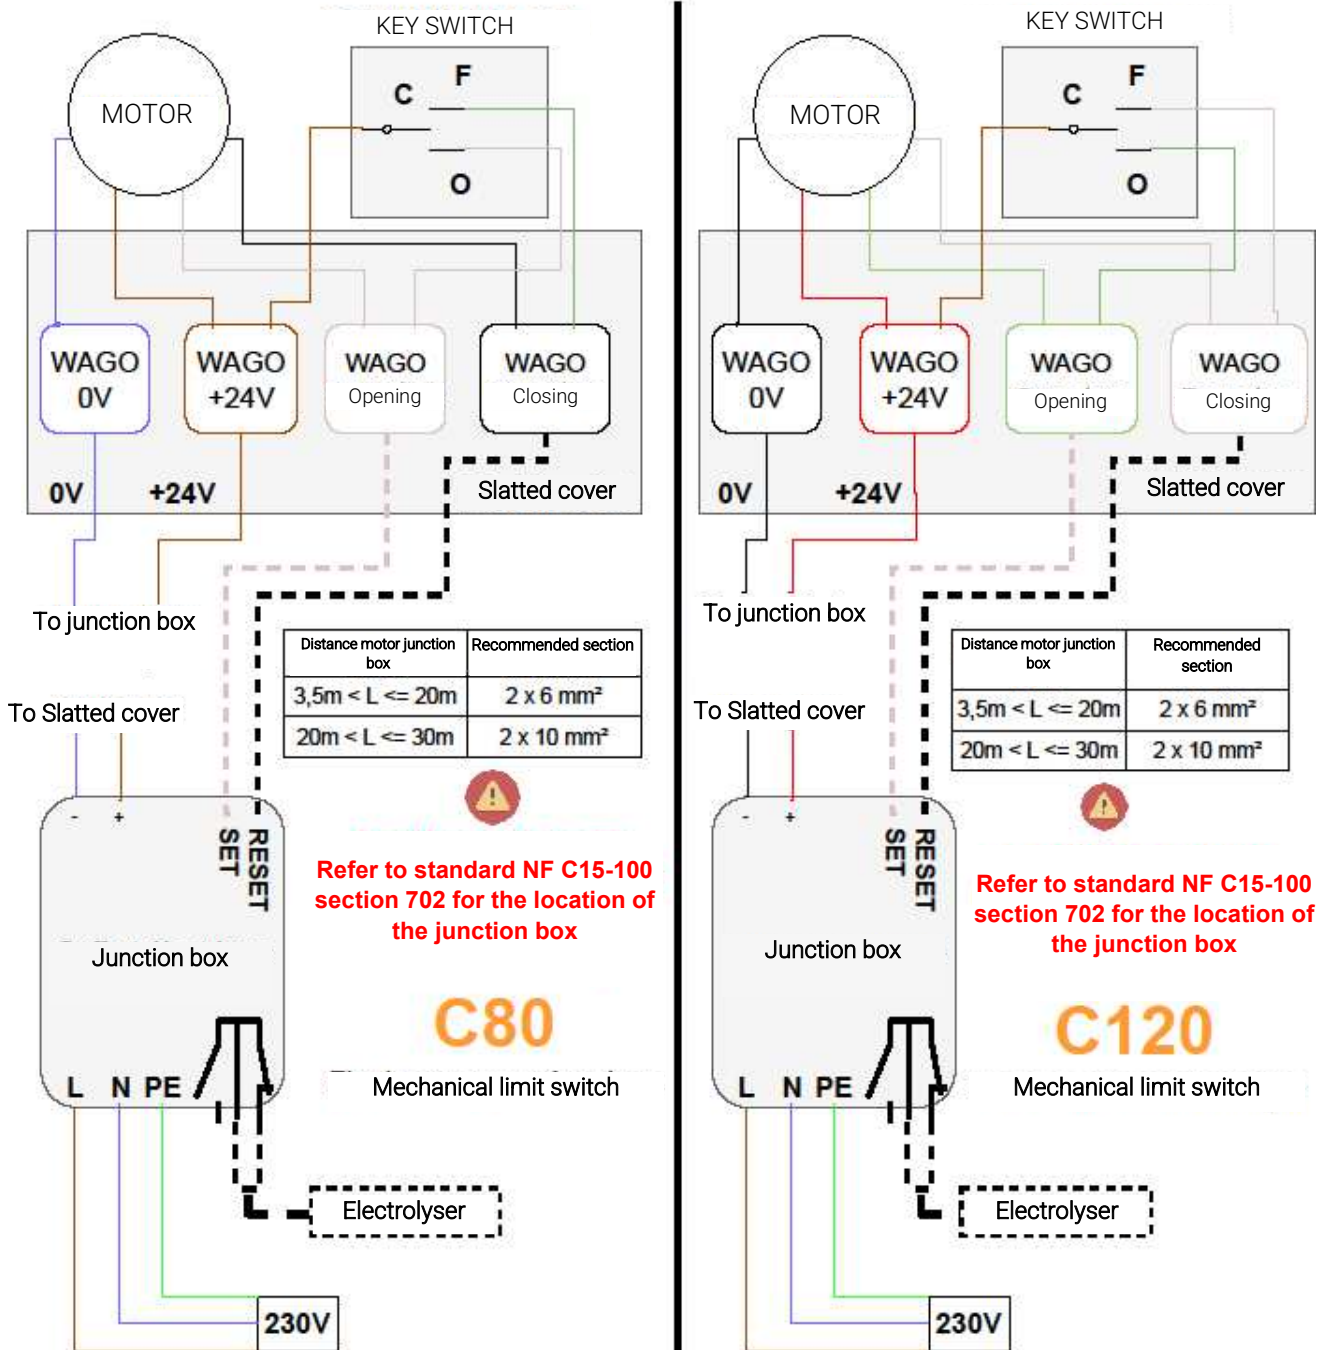 KEY SWITCH
MOTOR
C
F
O
WAGO
0V
WAGO
+24V
WAGO
Opening
WAGO
Closing
0V
+24V
Slatted cover
To junction box
Distance motor junction
box
Recommended section
3,5m < L <= 20m
2 x 6 mm²
20m < L <= 30m
2 x 10 mm²
To Slatted cover
-
+
SET
RESET
Refer to standard NF C15-100
section 702 for the location of
the junction box
Junction box
C80
Mechanical limit switch
L
N
PE
Electrolyser
230V
KEY SWITCH
MOTOR
C
F
O
WAGO
0V
WAGO
+24V
WAGO
Opening
WAGO
Closing
0V
+24V
Slatted cover
To junction box
Distance motor junction
box
Recommended
section
3,5m < L <= 20m
2 x 6 mm²
20m < L <= 30m
2 x 10 mm²
To Slatted cover
-
+
SET
RESET
Refer to standard NF C15-100
section 702 for the location of
the junction box
Junction box
C120
Mechanical limit switch
L
N
PE
Electrolyser
230V